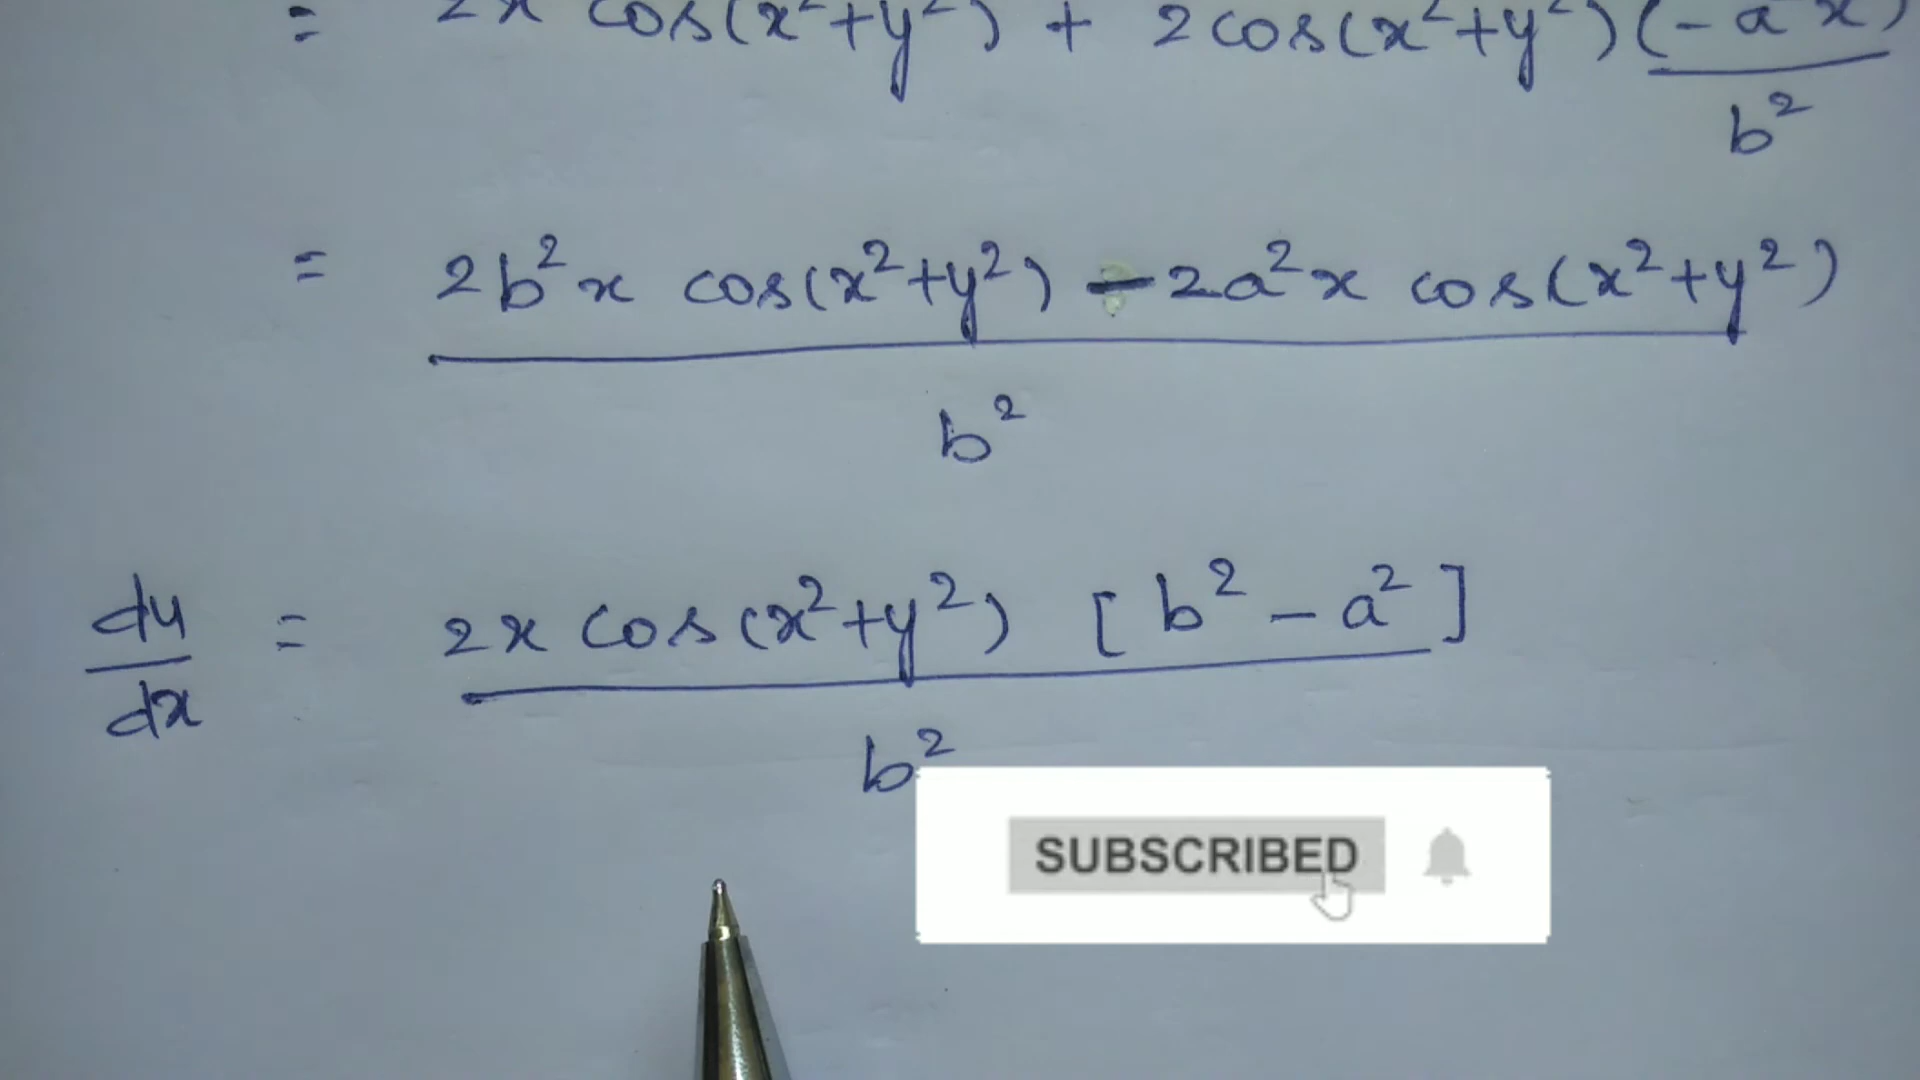 = 2x cos(x²+y²) + 2cos(x²+y²) (-a²x)/b²
= (2b²x cos(x²+y²) - 2a²x cos(x²+y²))/b²
du/dx = (2x cos(x²+y²) [b² - a²])/b²
SUBSCRIBED